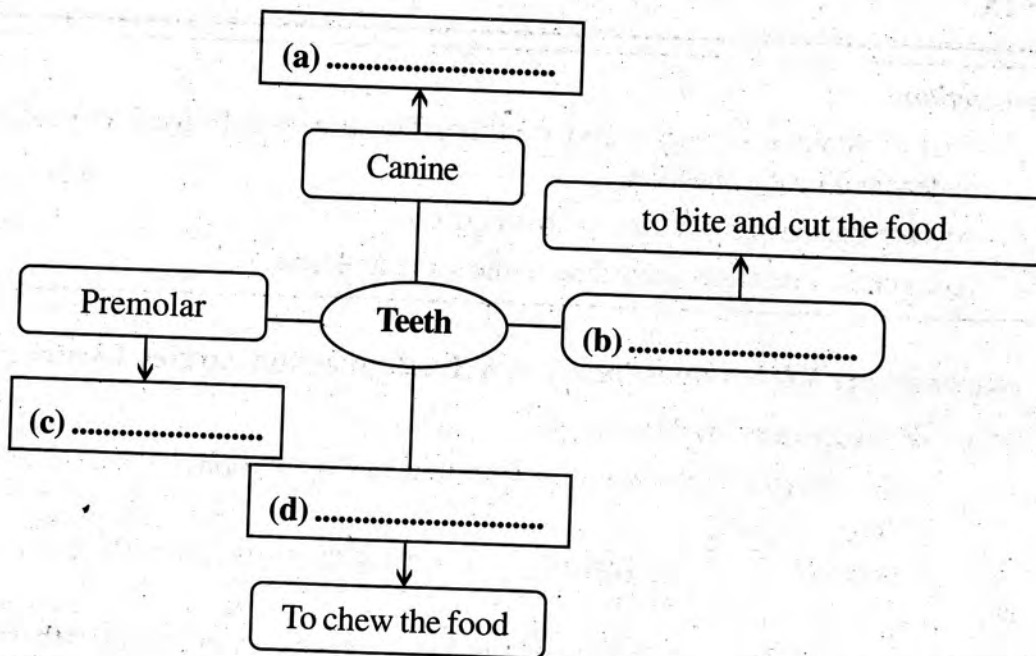 (a) ..............................
Canine
to bite and cut the food
Premolar
Teeth
(b) ..............................
(c) .........................
(d) ..............................
To chew the food